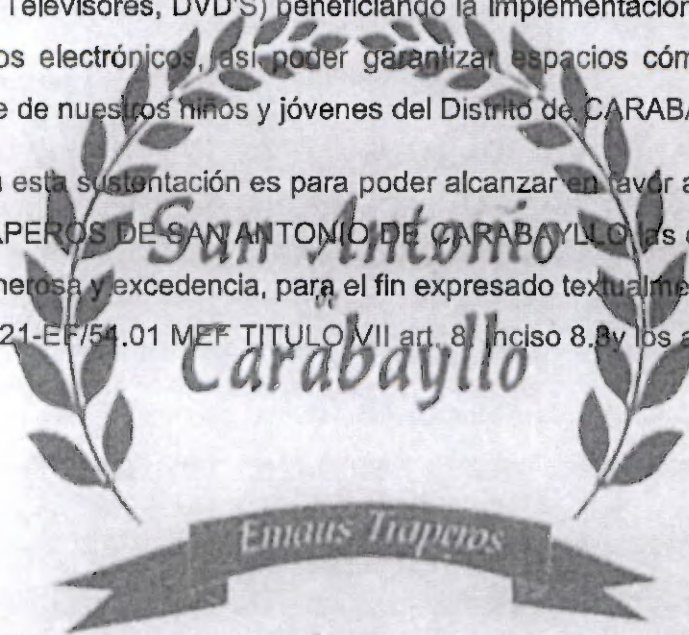 Televisores, DVD'S) beneficiando la implementación
os electrónicos, así poder garantizar espacios cóm
e de nuestros niños y jóvenes del Distrito de CARABA
esta sustentación es para poder alcanzar en favor a
APEROS DE SAN ANTONIO DE CARABAYLLO las
nerosa y excedencia, para el fin expresado textualme
21-EF/54.01 MEF TITULO VII art. 8 inciso 8.3y los a
San Antonio
de
Carabayllo
Emaus Traperos